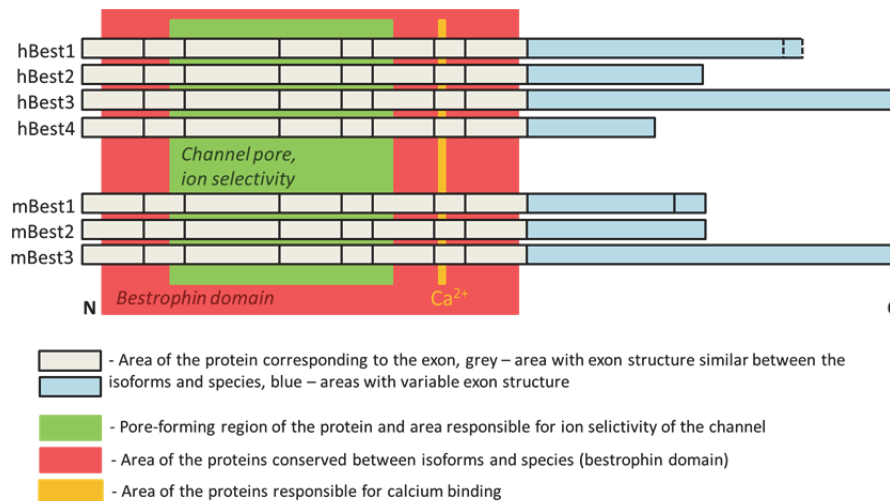 hBest1
hBest2
hBest3
hBest4
Channel pore,
ion selectivity
mBest1
mBest2
mBest3
N
Bestrophin domain
Ca²⁺
- Area of the protein corresponding to the exon, grey – area with exon structure similar between the
isoforms and species, blue – areas with variable exon structure
- Pore-forming region of the protein and area responsible for ion selictivity of the channel
- Area of the proteins conserved between isoforms and species (bestrophin domain)
- Area of the proteins responsible for calcium binding